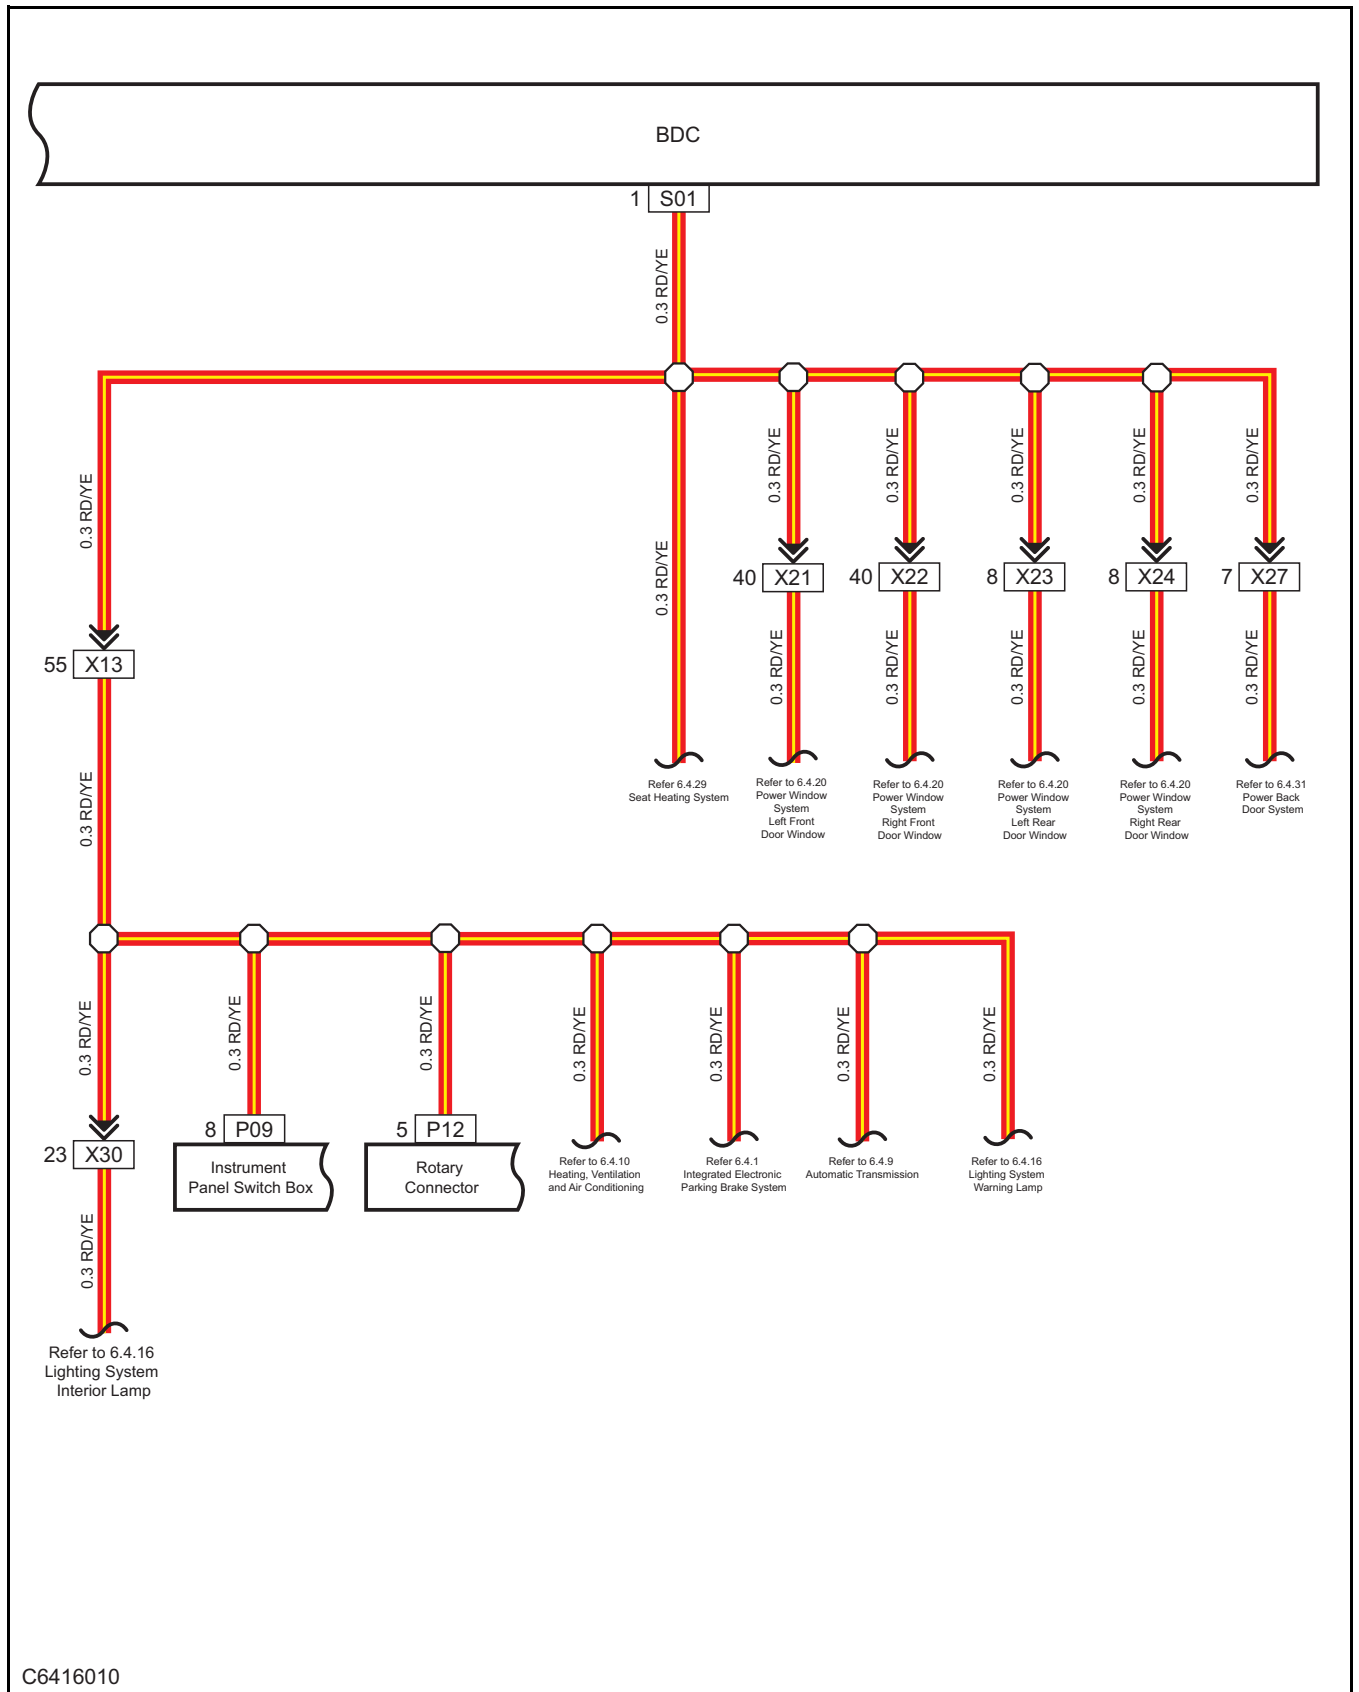 BDC
1 S01
0.3 RD/YE
0.3 RD/YE
0.3 RD/YE
0.3 RD/YE
0.3 RD/YE
0.3 RD/YE
0.3 RD/YE
0.3 RD/YE
40 X21
40 X22
8 X23
8 X24
7 X27
55 X13
0.3 RD/YE
0.3 RD/YE
0.3 RD/YE
0.3 RD/YE
0.3 RD/YE
0.3 RD/YE
Refer 6.4.29
Seat Heating System
Refer to 6.4.20
Power Window
System
Left Front
Door Window
Refer to 6.4.20
Power Window
System
Right Front
Door Window
Refer to 6.4.20
Power Window
System
Left Rear
Door Window
Refer to 6.4.20
Power Window
System
Right Rear
Door Window
Refer to 6.4.31
Power Back
Door System
0.3 RD/YE
0.3 RD/YE
0.3 RD/YE
0.3 RD/YE
0.3 RD/YE
0.3 RD/YE
0.3 RD/YE
23 X30
8 P09
Instrument
Panel Switch Box
5 P12
Rotary
Connector
Refer to 6.4.10
Heating, Ventilation
and Air Conditioning
Refer to 6.4.1
Integrated Electronic
Parking Brake System
Refer to 6.4.9
Automatic Transmission
Refer to 6.4.16
Lighting System
Warning Lamp
0.3 RD/YE
Refer to 6.4.16
Lighting System
Interior Lamp
C6416010